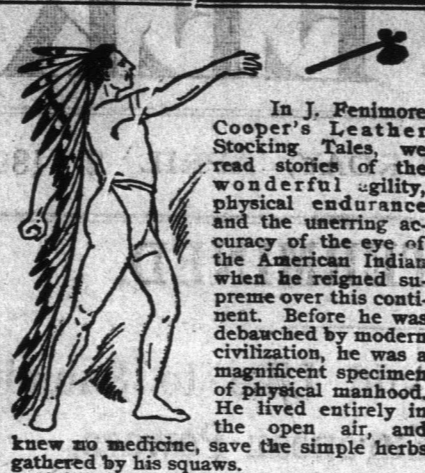 In J. Fenimore
Cooper's Leather
Stocking Tales, we
read stories of the
wonderful agility,
physical endurance
and the unerring ac-
curacy of the eye of
the American Indian
when he reigned su-
preme over this conti-
nent. Before he was
debauched by modern
civilization, he was a
magnificent specimen
of physical manhood.
He lived entirely in
the open air, and
knew no medicine, save the simple herbs
gathered by his squaws.